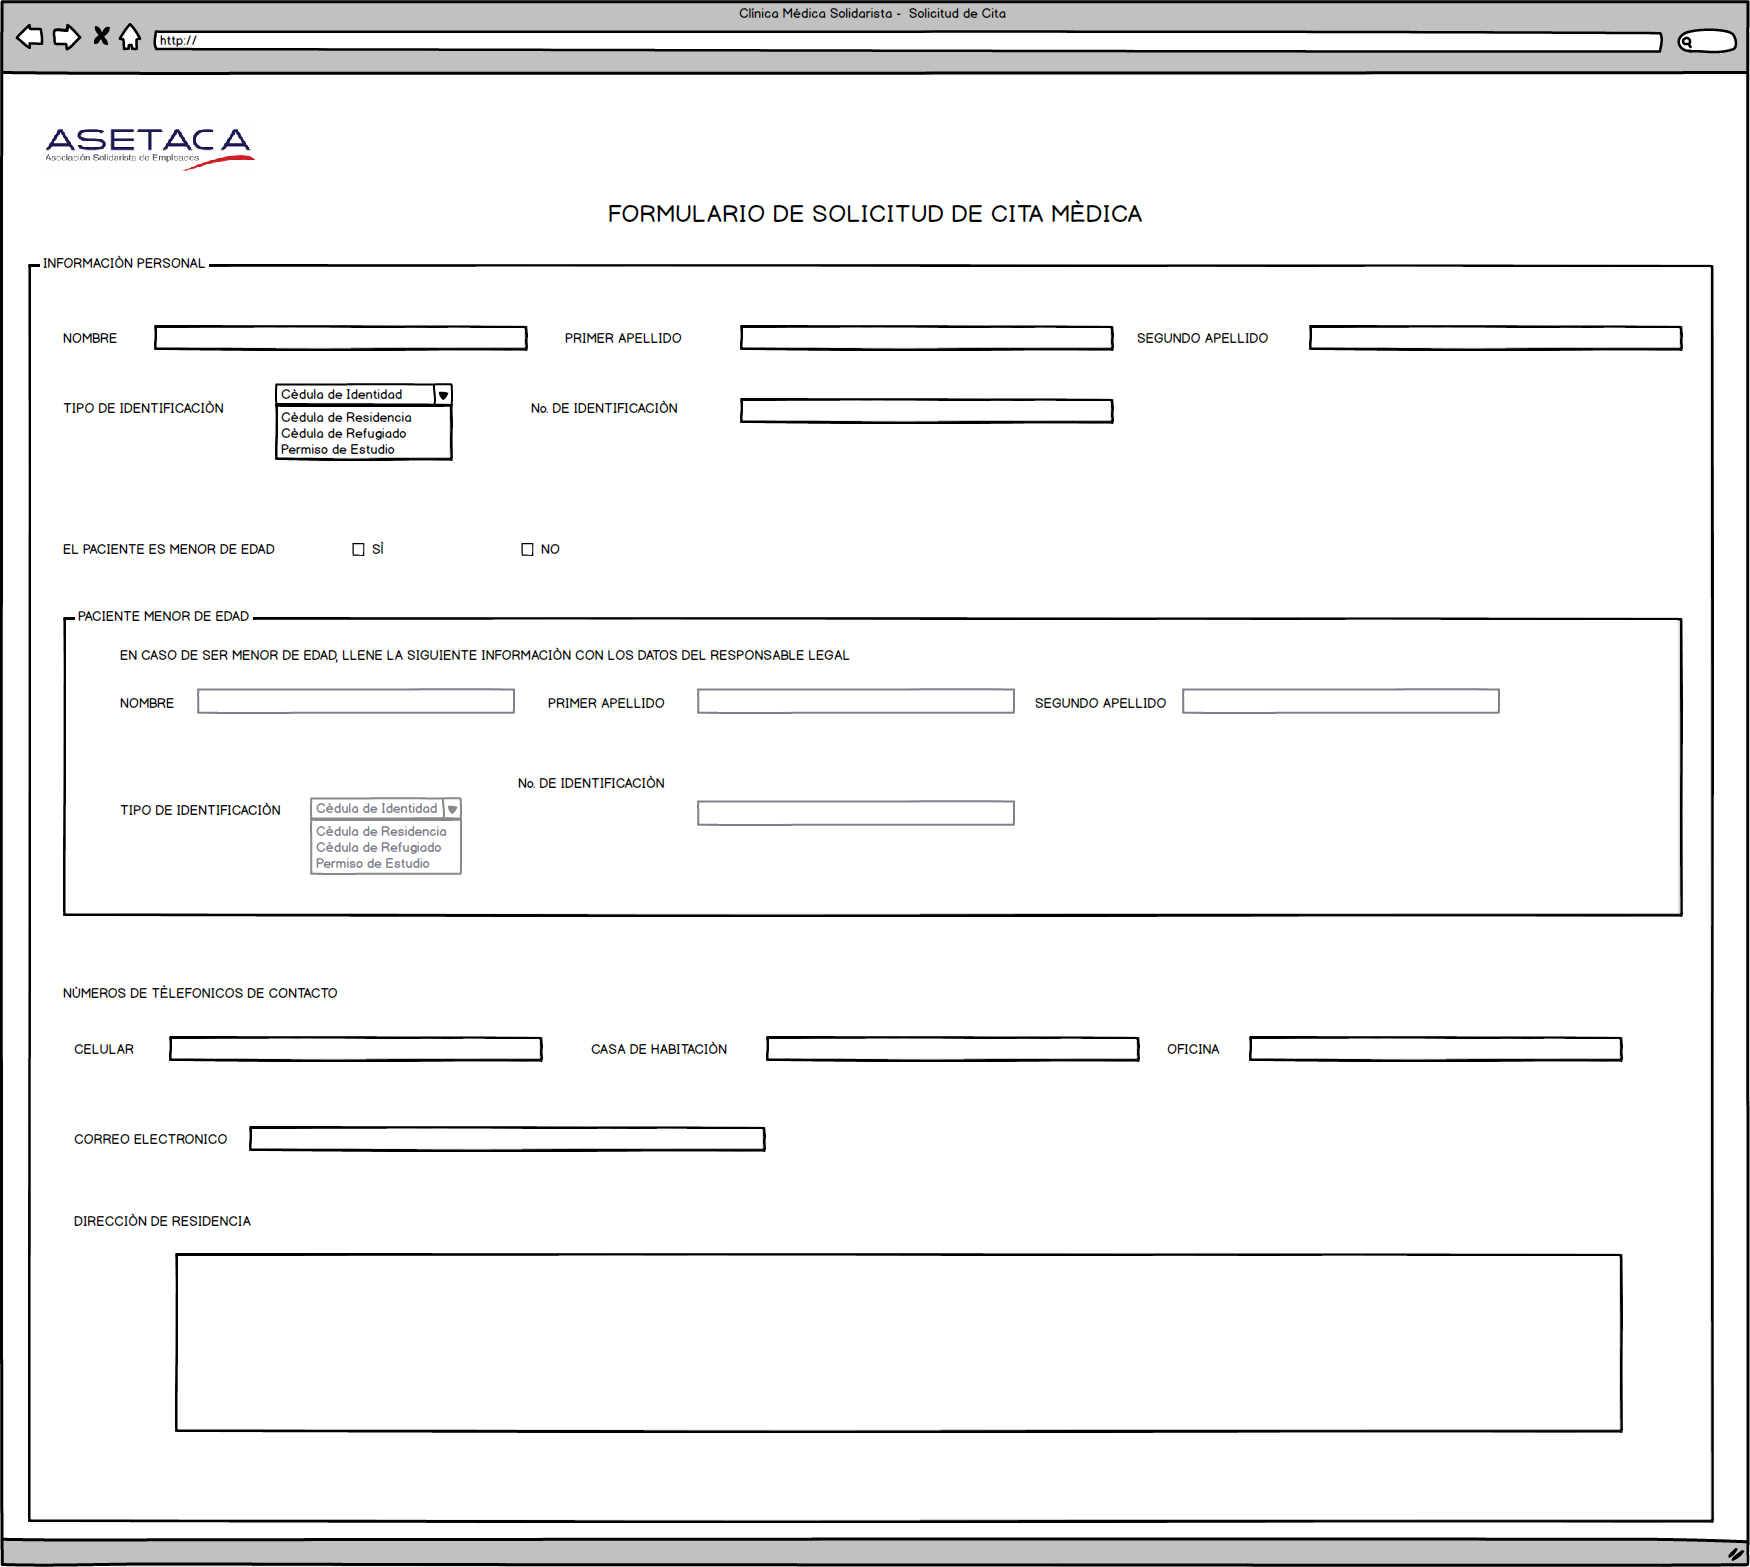 Clínica Médica Solidarista - Solicitud de Cita
http://
ASETACA
Asociación Solidarista de Empleados
FORMULARIO DE SOLICITUD DE CITA MÈDICA
INFORMACIÒN PERSONAL
NOMBRE PRIMER APELLIDO SEGUNDO APELLIDO
TIPO DE IDENTIFICACIÒN Cèdula de Identidad No. DE IDENTIFICACIÒN
Cèdula de Residencia
Cèdula de Refugiado
Permiso de Estudio
EL PACIENTE ES MENOR DE EDAD SÌ NO
PACIENTE MENOR DE EDAD
EN CASO DE SER MENOR DE EDAD, LLENE LA SIGUIENTE INFORMACIÒN CON LOS DATOS DEL RESPONSABLE LEGAL
NOMBRE PRIMER APELLIDO SEGUNDO APELLIDO
No. DE IDENTIFICACIÒN
TIPO DE IDENTIFICACIÒN Cèdula de Identidad
Cèdula de Residencia
Cèdula de Refugiado
Permiso de Estudio
NÙMEROS DE TÈLEFONICOS DE CONTACTO
CELULAR CASA DE HABITACIÒN OFICINA
CORREO ELECTRONICO
DIRECCIÒN DE RESIDENCIA